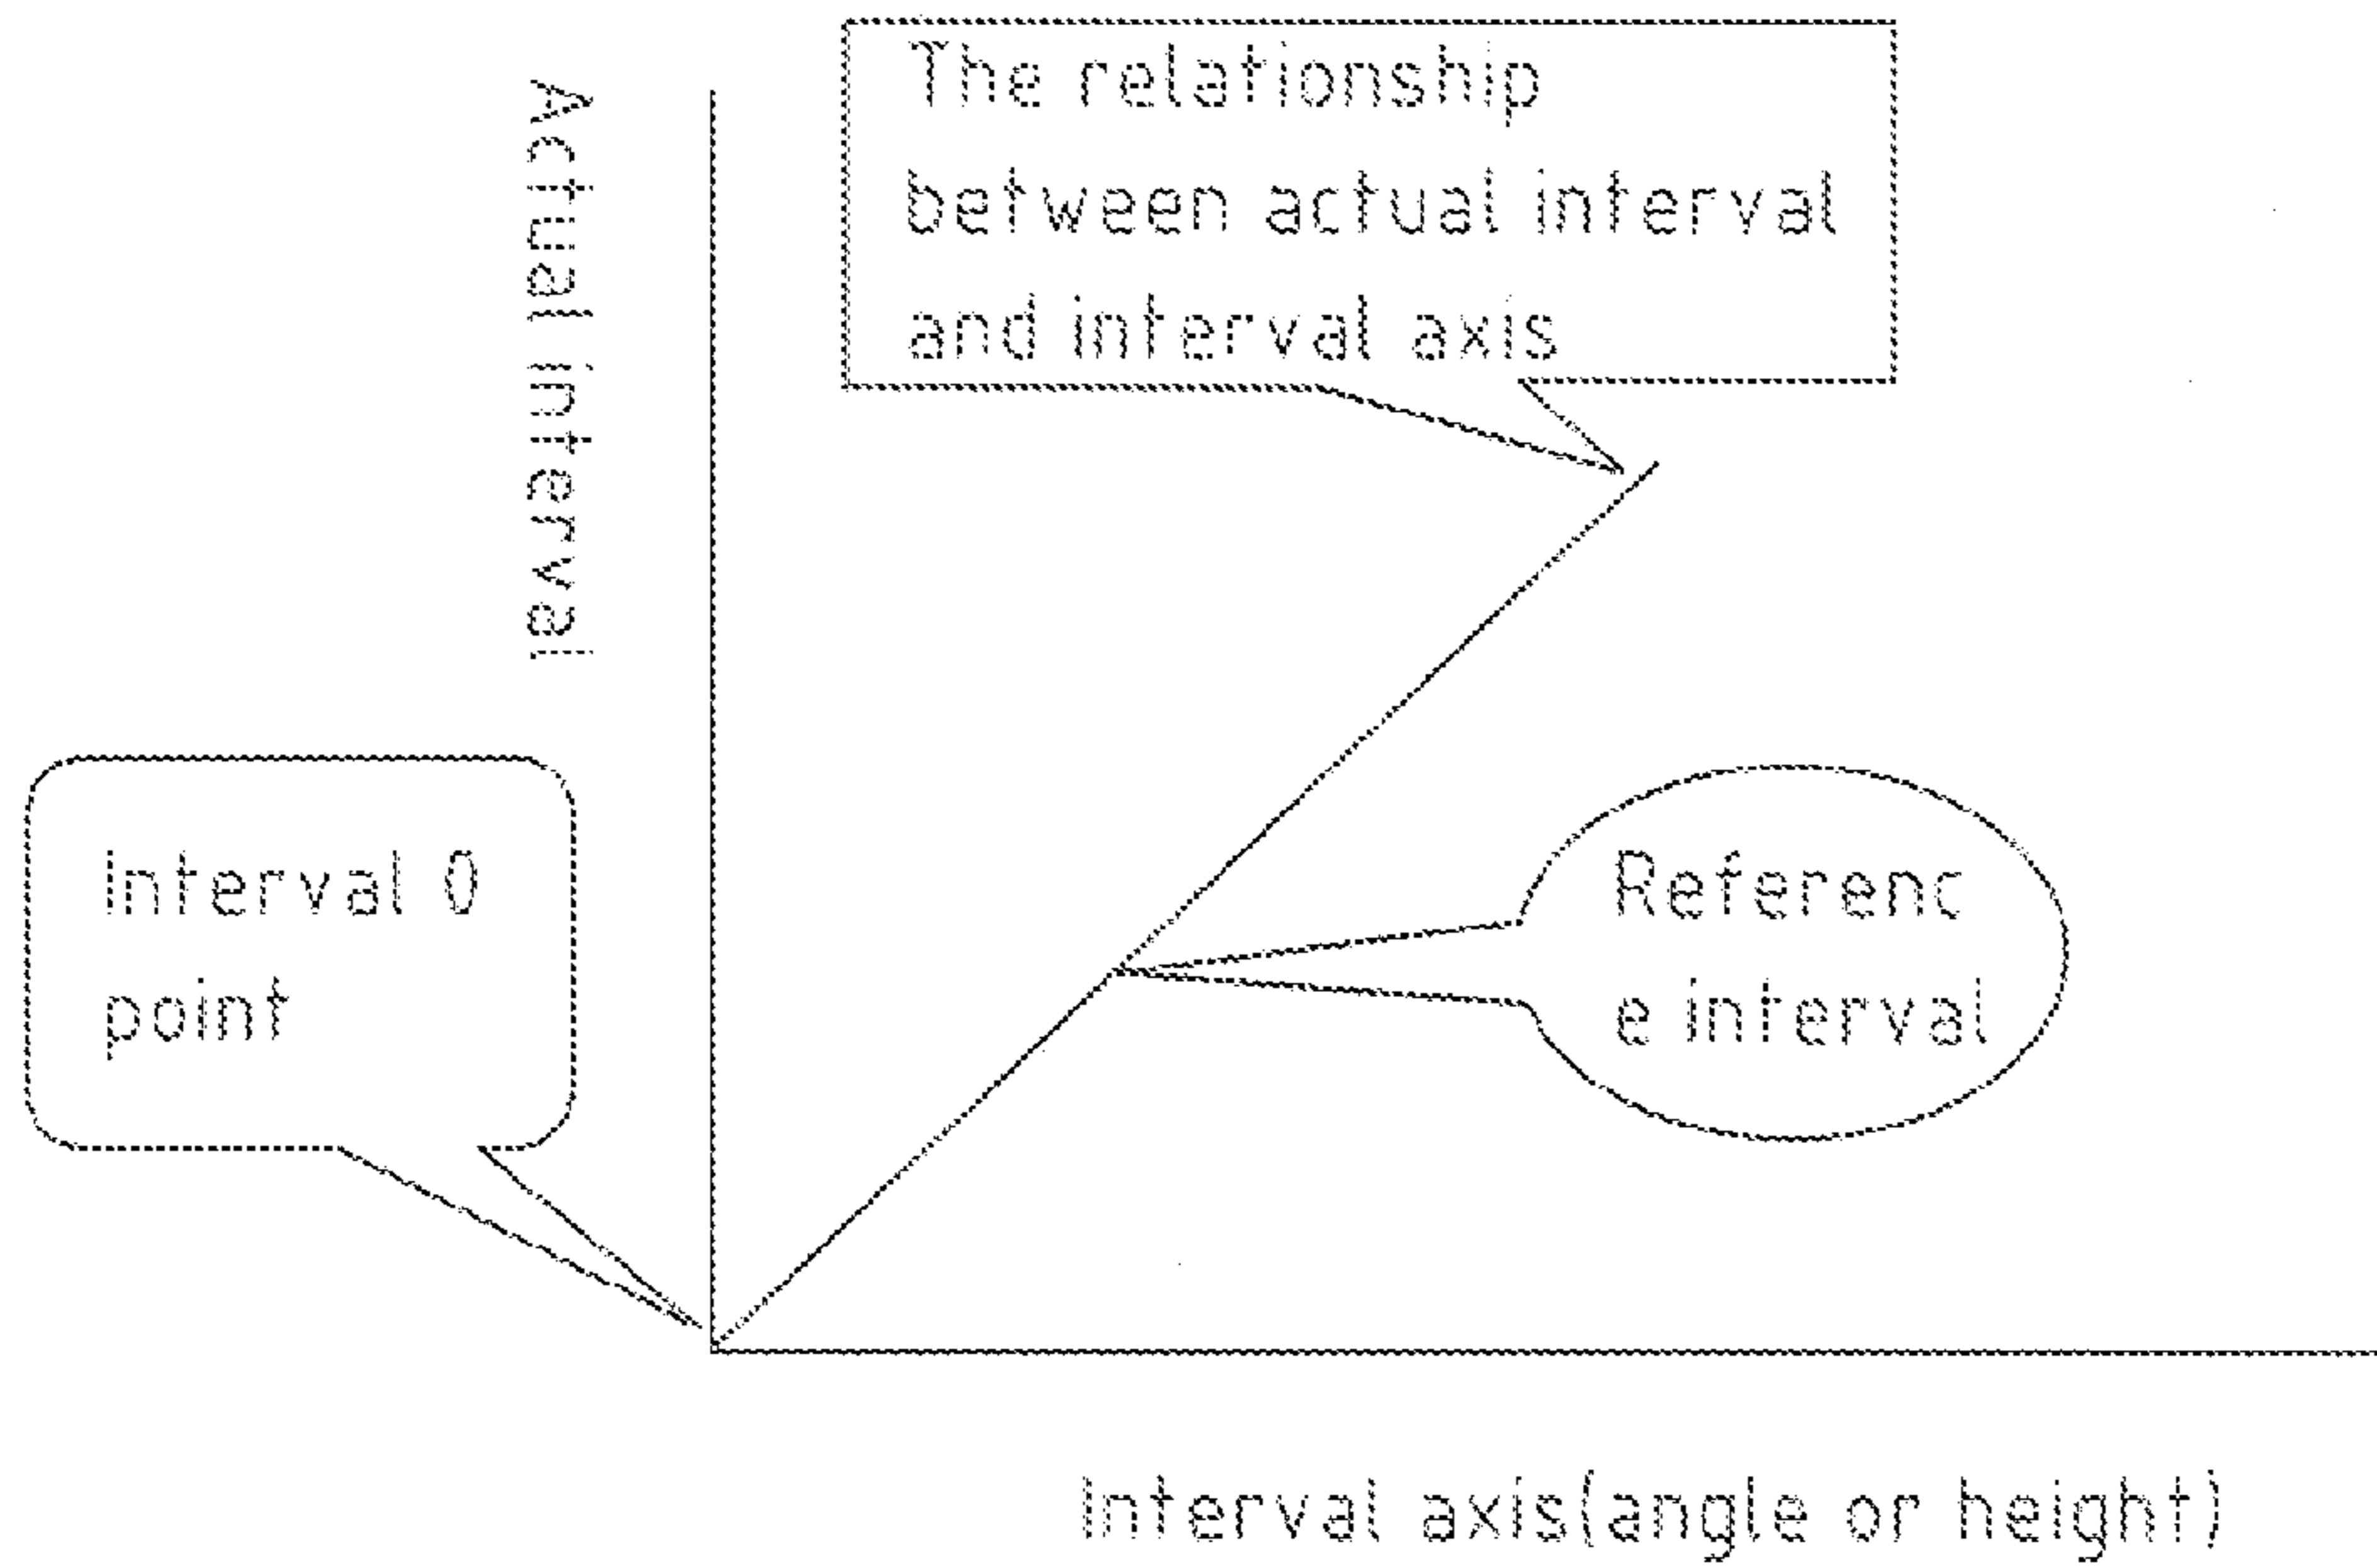 The relationship
between actual interval
and interval axis
Actual interval
Interval 0
point
Referenc
e interval
Interval axis(angle or height)